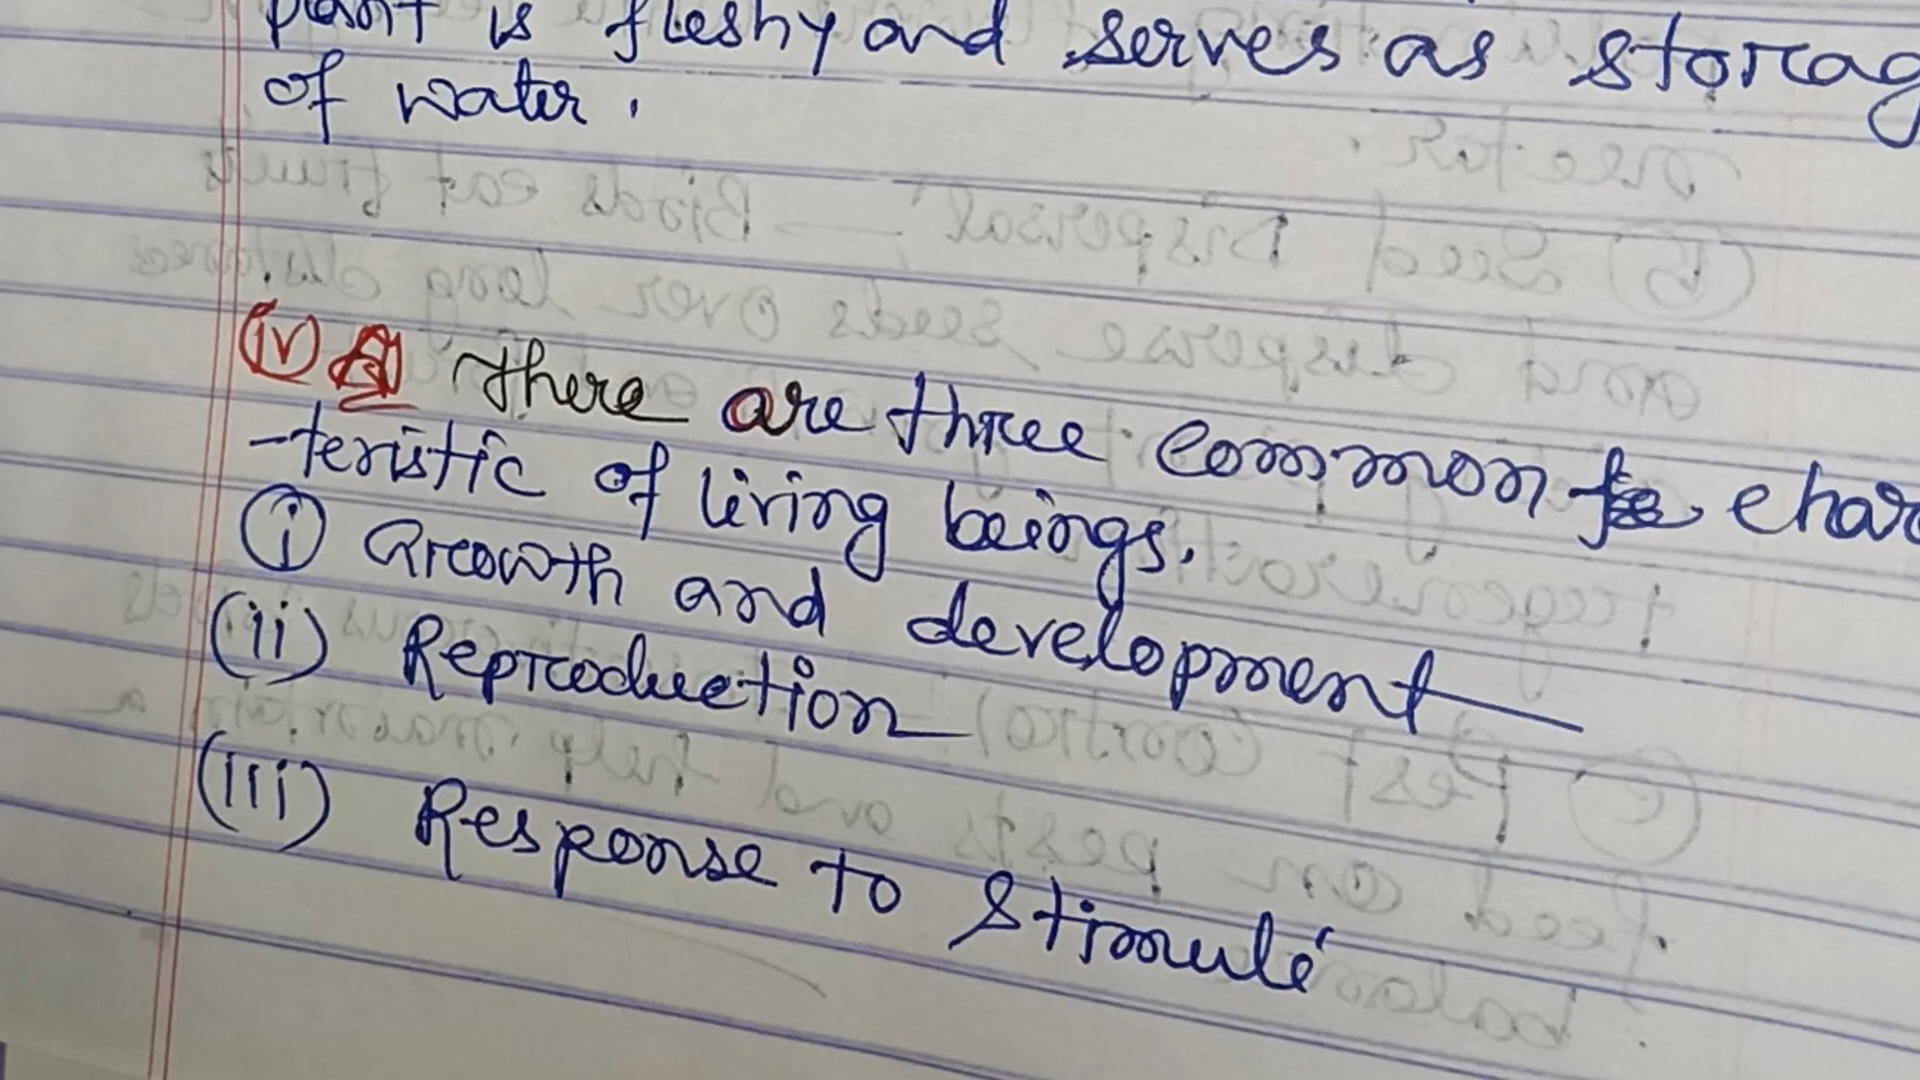 plant is fleshy and serves as storag
of water.
(iv) There are three common char
-teristic of living beings.
(i) Growth and development
(ii) Reproduction
(iii) Response to Stimuli